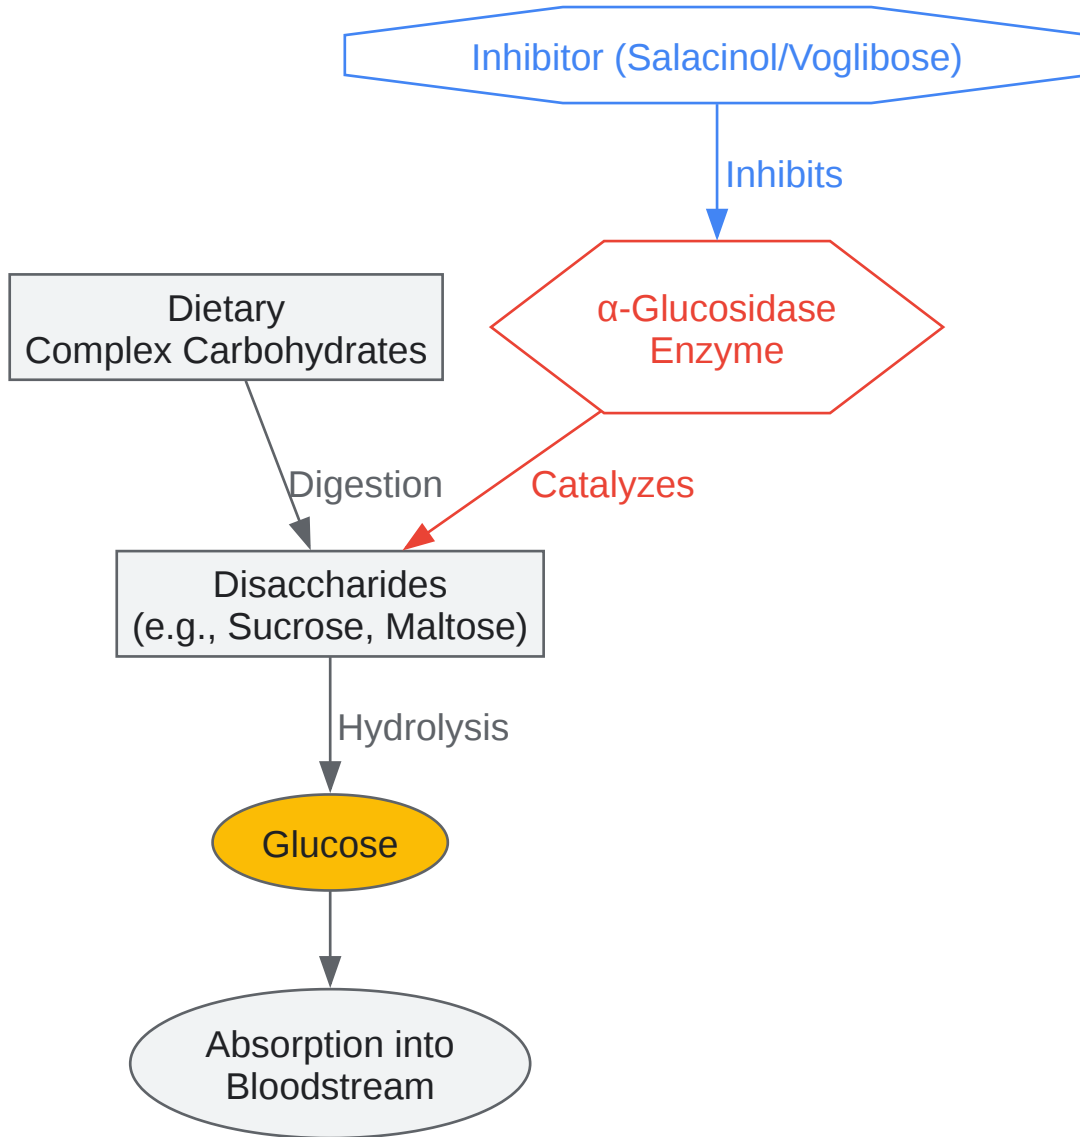 Inhibitor (Salacinol/Voglibose)
Inhibits
Dietary
Complex Carbohydrates
α-Glucosidase
Enzyme
Digestion
Catalyzes
Disaccharides
(e.g., Sucrose, Maltose)
Hydrolysis
Glucose
Absorption into
Bloodstream